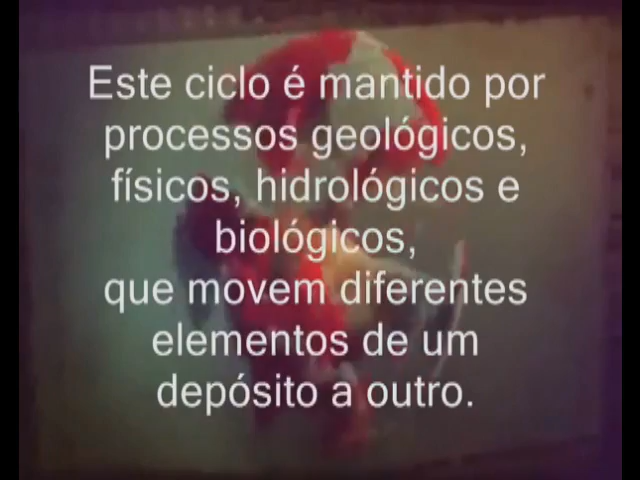 Este ciclo é mantido por
processos geológicos,
físicos, hidrológicos e
biológicos,
que movem diferentes
elementos de um
depósito a outro.